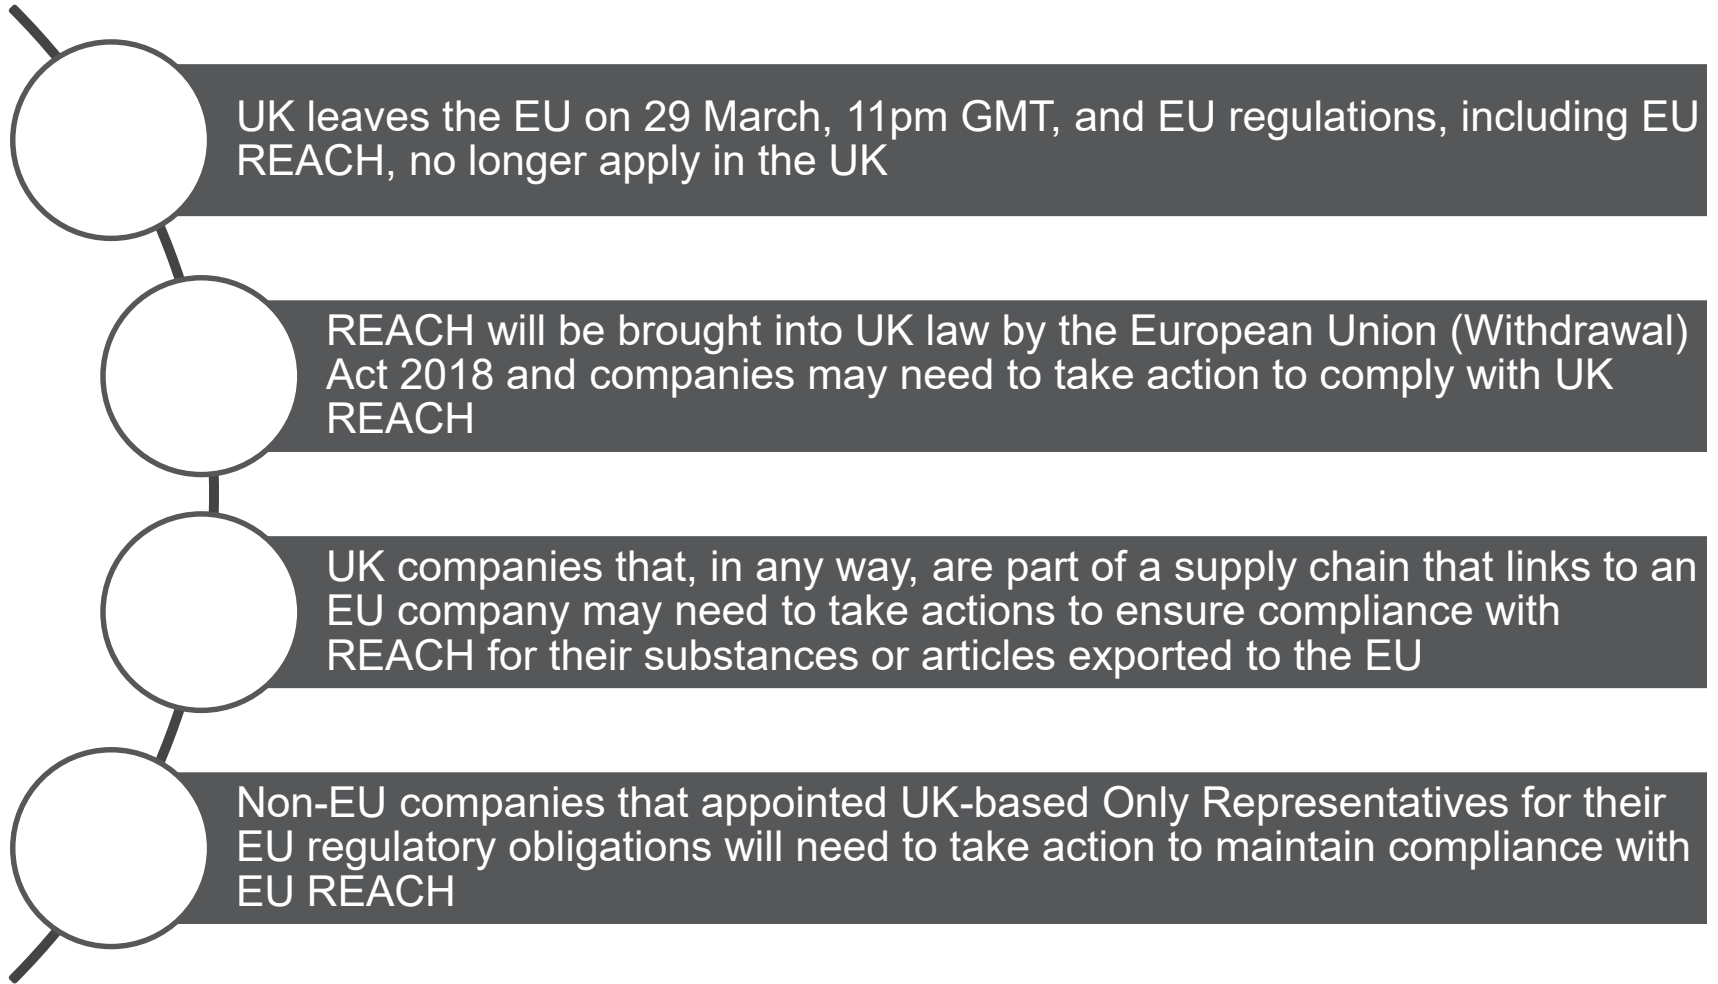 UK leaves the EU on 29 March, 11pm GMT, and EU regulations, including EU
REACH, no longer apply in the UK
REACH will be brought into UK law by the European Union (Withdrawal)
Act 2018 and companies may need to take action to comply with UK
REACH
UK companies that, in any way, are part of a supply chain that links to an
EU company may need to take actions to ensure compliance with
REACH for their substances or articles exported to the EU
Non-EU companies that appointed UK-based Only Representatives for their
EU regulatory obligations will need to take action to maintain compliance with
EU REACH